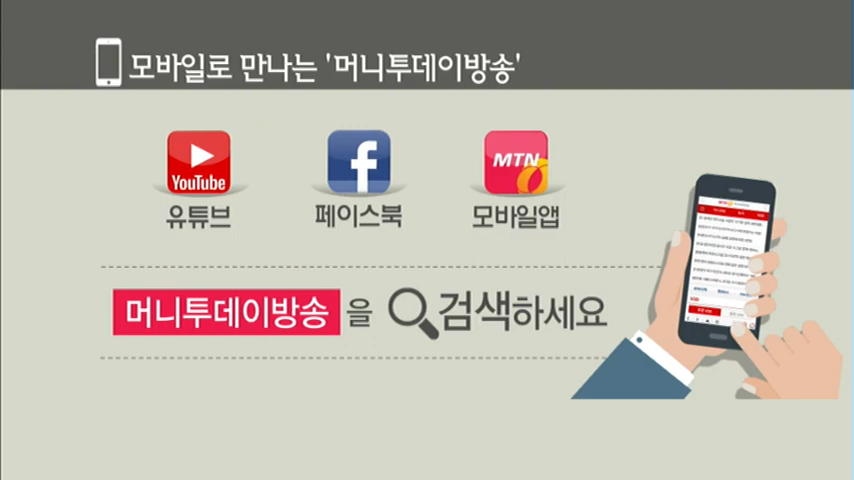 모바일로 만나는 '머니투데이방송'
YouTube
MTN
유튜브 페이스북 모바일앱
머니투데이방송을 검색하세요
MTN